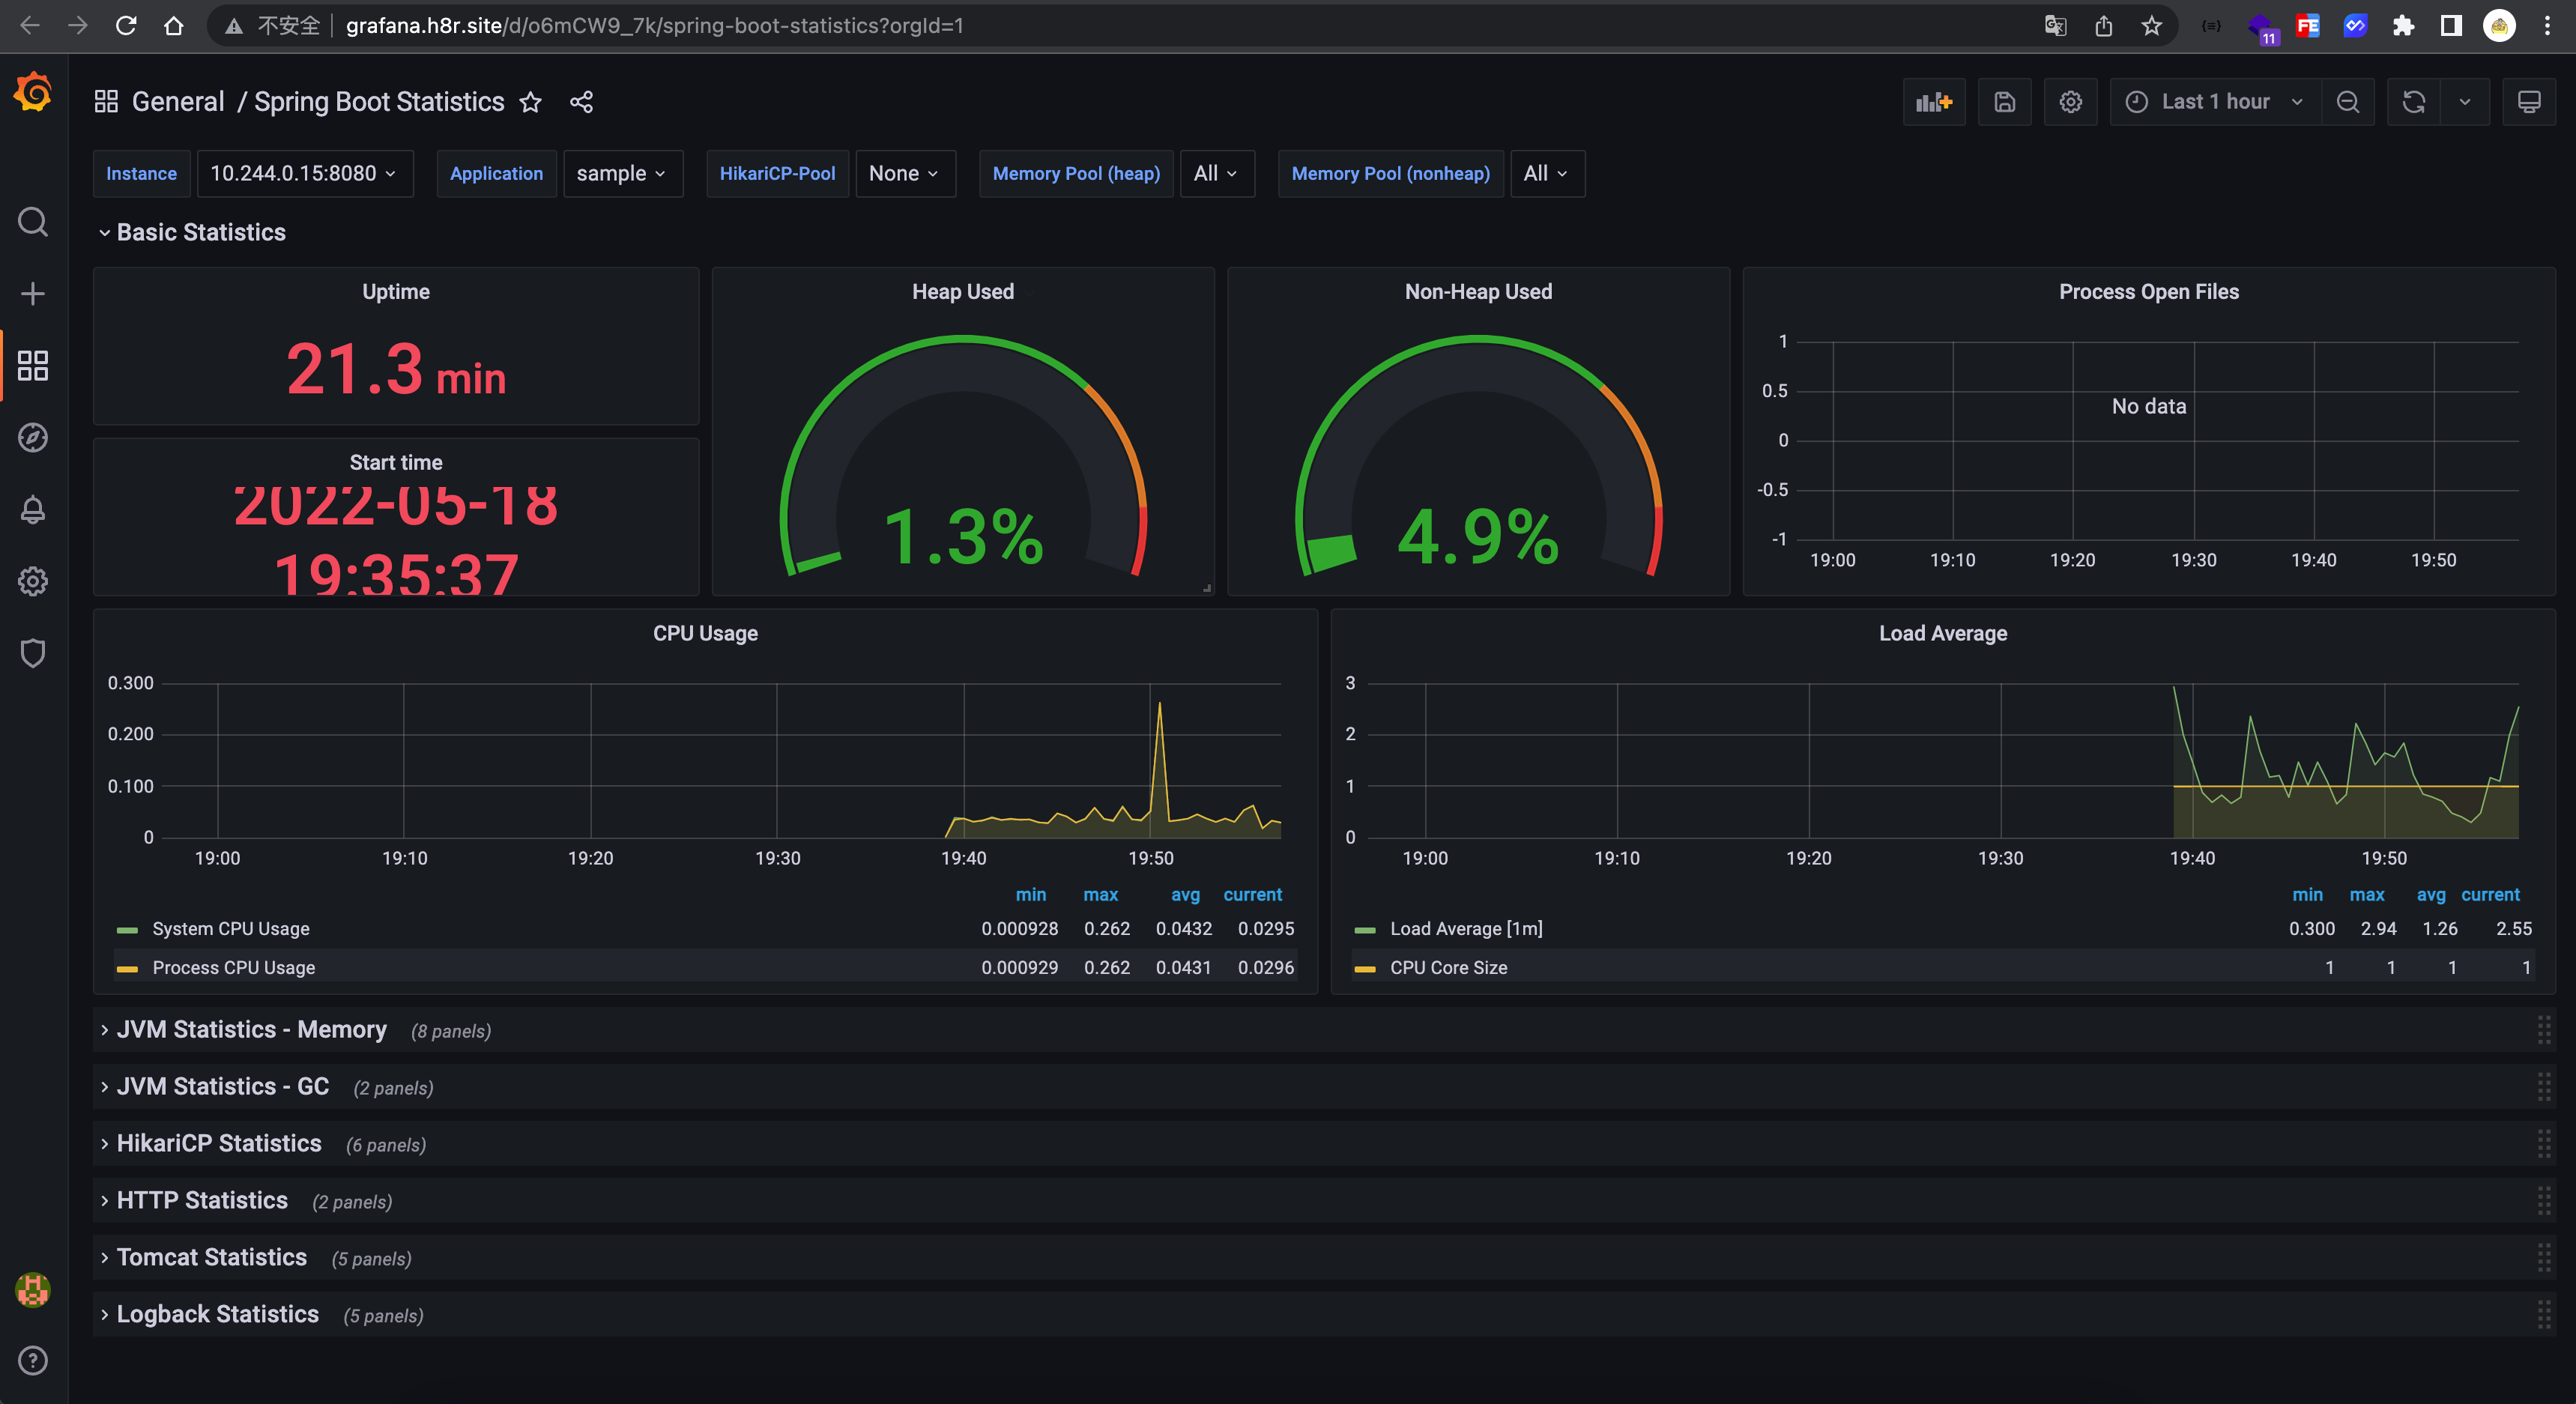 不安全 grafana.h8r.site/d/o6mCW9_7k/spring-boot-statistics?orgId=1
11
FE
General / Spring Boot Statistics
Last 1 hour
Instance 10.244.0.15:8080 Application sample HikariCP-Pool None Memory Pool (heap) All Memory Pool (nonheap) All
Basic Statistics
Uptime
21.3 min
Start time
2022-05-18
19:35:37
Heap Used
1.3%
Non-Heap Used
4.9%
Process Open Files
1
0.5
0
-0.5
-1
No data
19:00 19:10 19:20 19:30 19:40 19:50
CPU Usage
0.300
0.200
0.100
0
19:00 19:10 19:20 19:30 19:40 19:50
min max avg current
System CPU Usage 0.000928 0.262 0.0432 0.0295
Process CPU Usage 0.000929 0.262 0.0431 0.0296
Load Average
3
2
1
0
19:00 19:10 19:20 19:30 19:40 19:50
min max avg current
Load Average [1m] 0.300 2.94 1.26 2.55
CPU Core Size 1 1 1 1
JVM Statistics - Memory (8 panels)
JVM Statistics - GC (2 panels)
HikariCP Statistics (6 panels)
HTTP Statistics (2 panels)
Tomcat Statistics (5 panels)
Logback Statistics (5 panels)